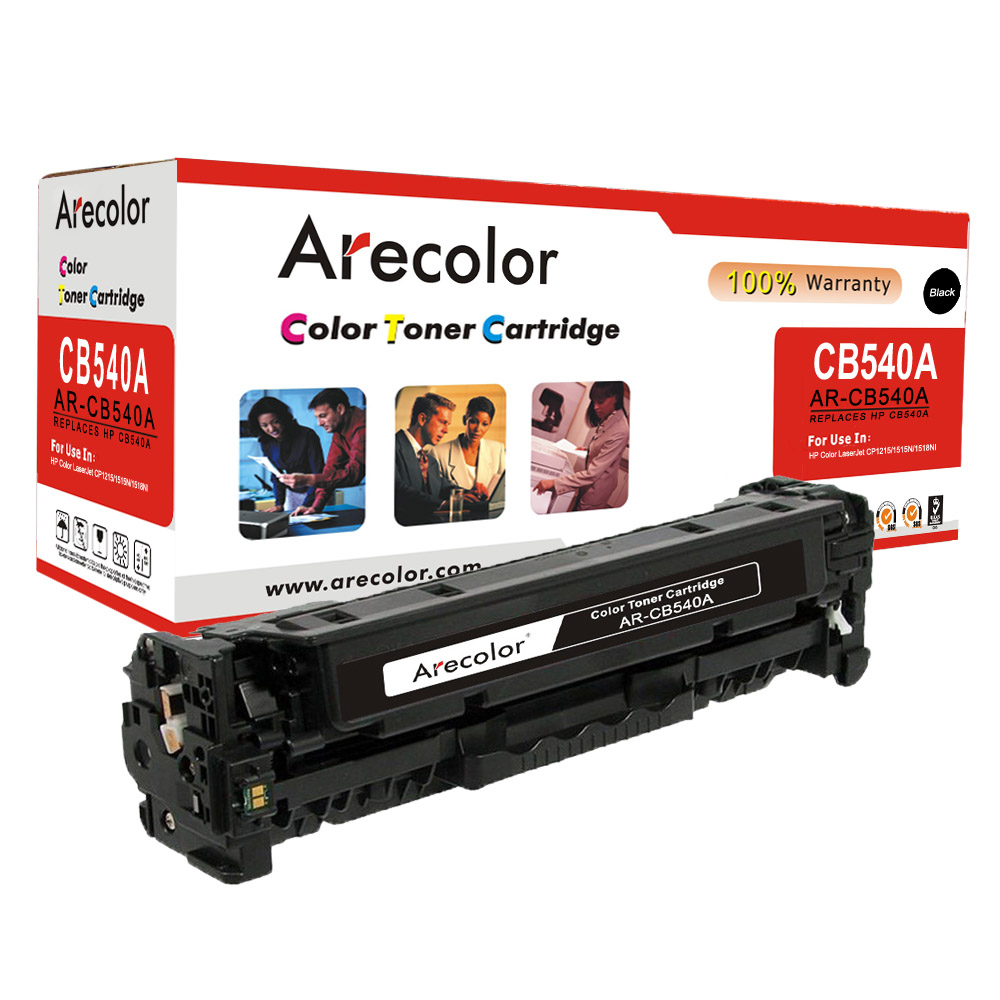 Arecolor
Color
Toner Cartridge
CB540A
AR-CB540A
REPLACES HP CB540A
For Use In:
HP Color LaserJet CP1215/1515N/1518NI
Arecolor
Color Toner Cartridge
100% Warranty
Black
CB540A
AR-CB540A
REPLACES HP CB540A
For Use In:
HP Color LaserJet CP1215/1515N/1518NI
www.arecolor.com
SGS
SGS
Arecolor®
Color Toner Cartridge
AR-CB540A